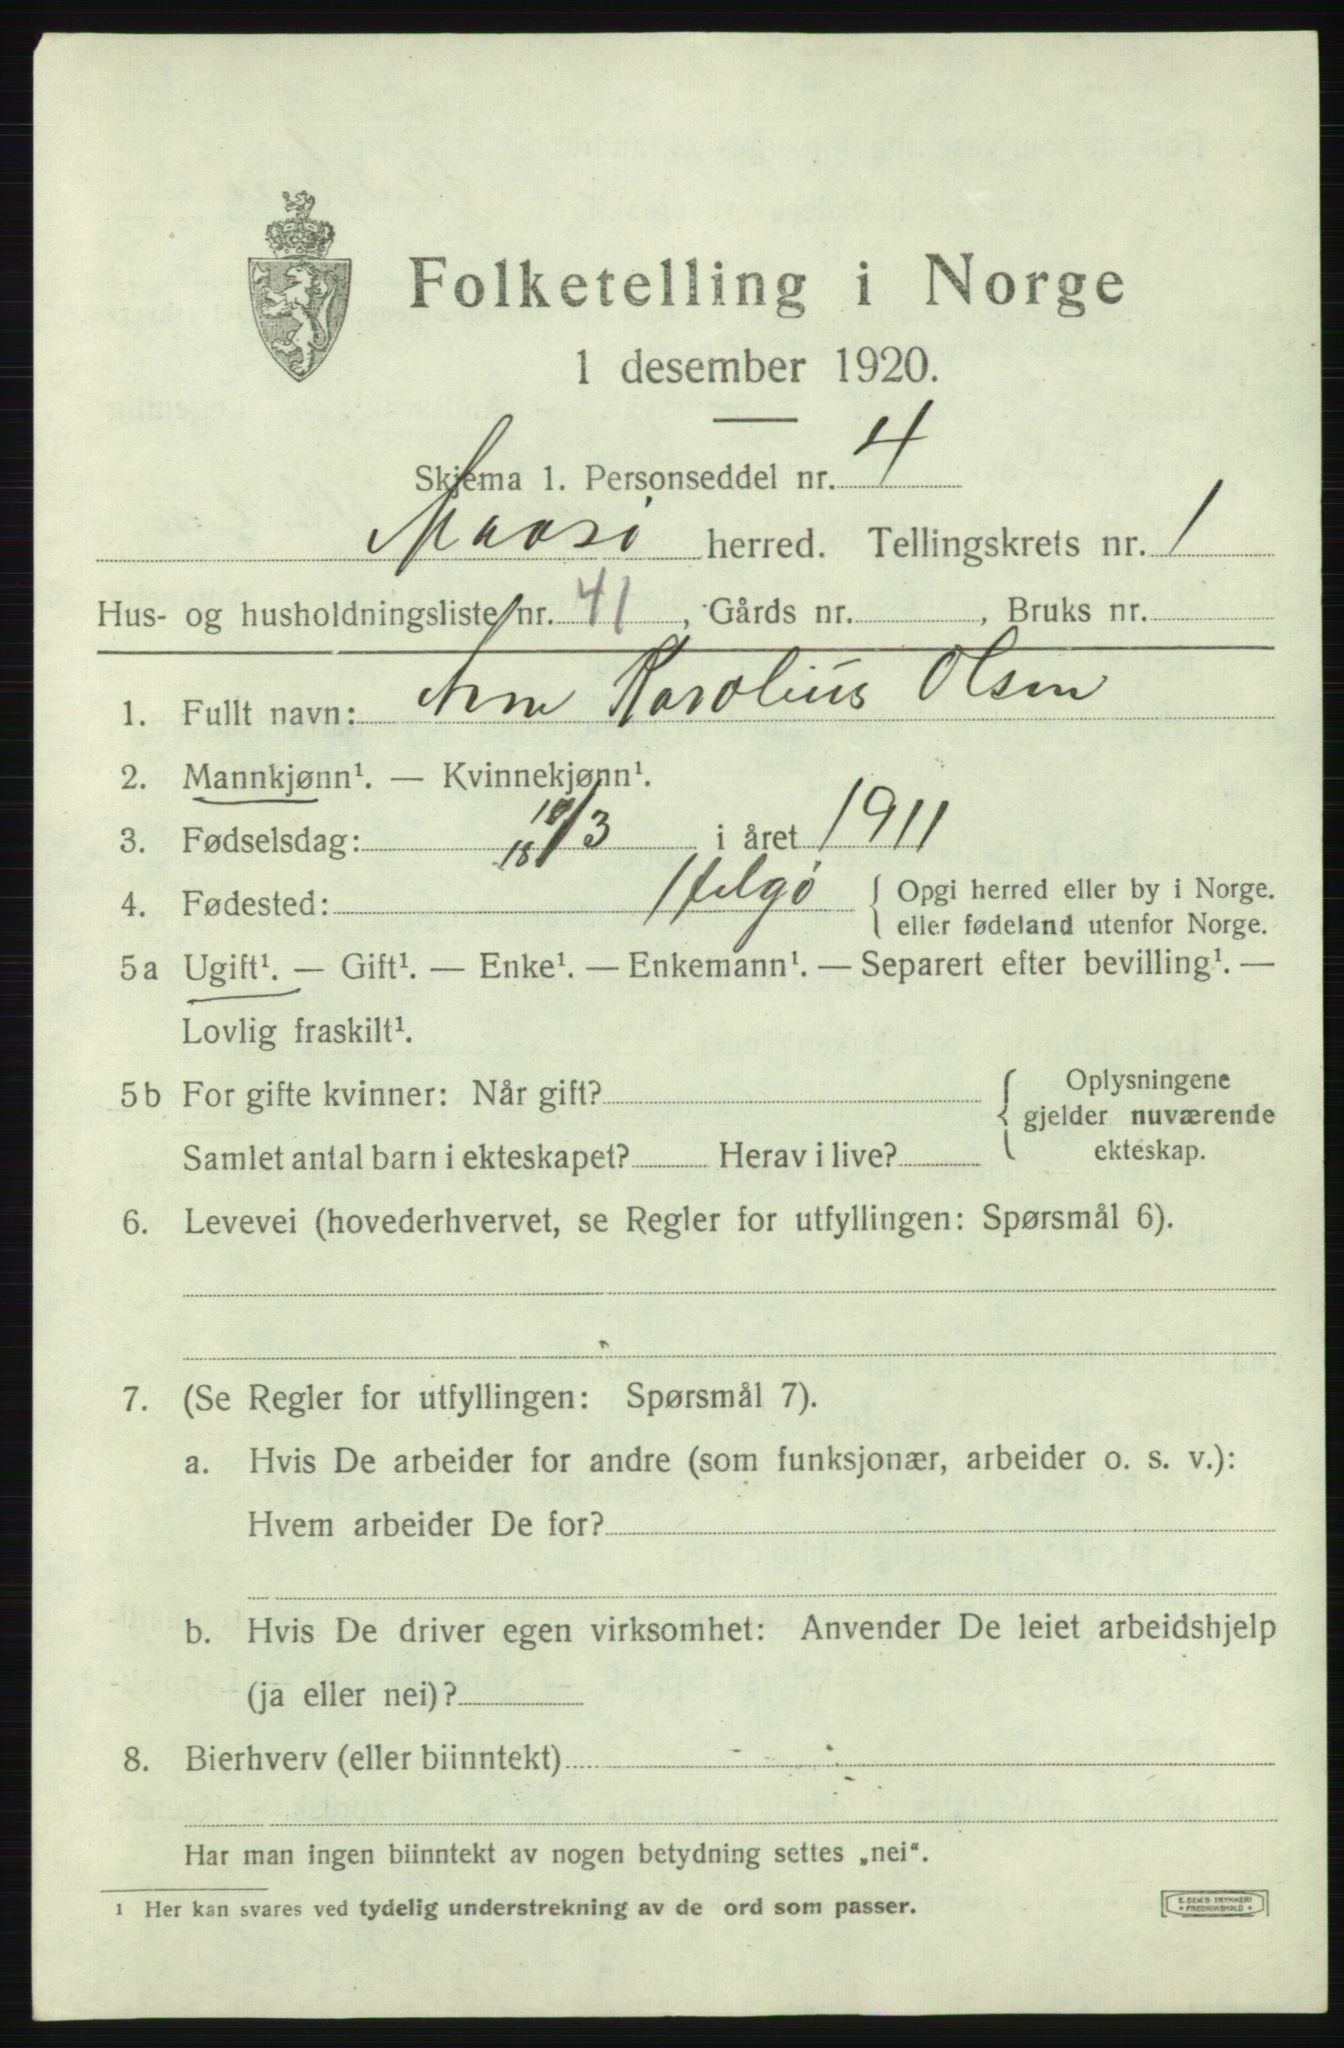 Folketelling i Norge
1 desember 1920.
Skjema 1. Personseddel nr. 4
Maasø herred. Tellingskrets nr. 1
Hus- og husholdningsliste nr. 41, Gårds nr. , Bruks nr.
1. Fullt navn: Arne Karolius Olsen
2. Mannkjønn¹. — Kvinnekjønn¹.
3. Fødselsdag: 18/3 i året 1911
4. Fødested: Helgø { Opgi herred eller by i Norge.
eller fødeland utenfor Norge.
5a Ugift¹. — Gift¹. — Enke¹. — Enkemann¹. — Separert efter bevilling¹. —
Lovlig fraskilt¹.
5b For gifte kvinner: Når gift? { Oplysningene
gjelder nuværende
Samlet antal barn i ekteskapet? Herav i live? ekteskap.
6. Levevei (hovederhvervet, se Regler for utfyllingen: Spørsmål 6).
7. (Se Regler for utfyllingen: Spørsmål 7).
a. Hvis De arbeider for andre (som funksjonær, arbeider o. s. v.):
Hvem arbeider De for?
b. Hvis De driver egen virksomhet: Anvender De leiet arbeidshjelp
(ja eller nei)?
8. Bierhverv (eller biinntekt)
Har man ingen biinntekt av nogen betydning settes „nei“.
¹ Her kan svares ved tydelig understrekning av de ord som passer.
E. SEM'S TRYKKERI
FREDRIKSHALD